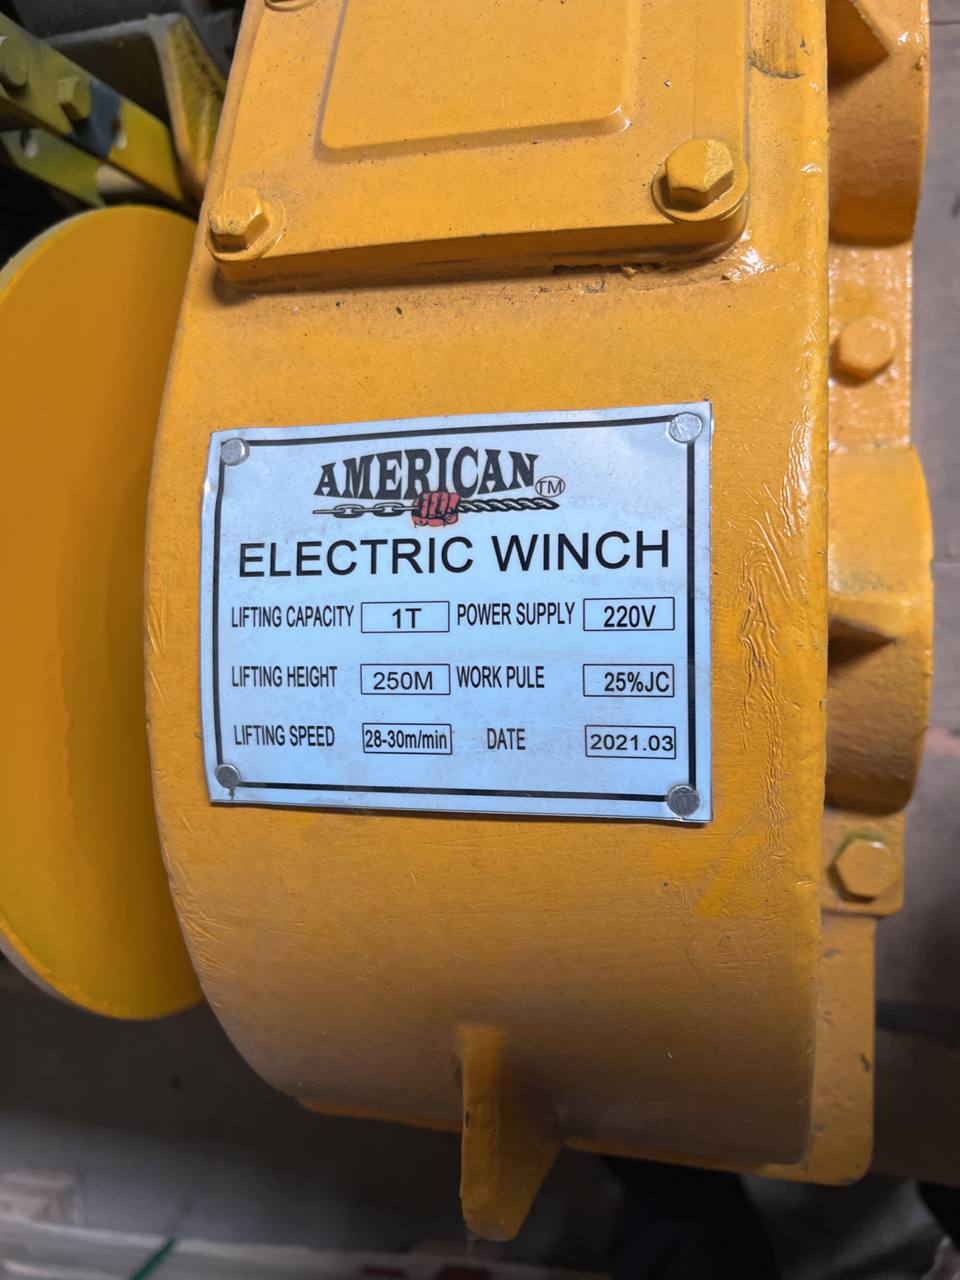 AMERICAN TM
ELECTRIC WINCH
LIFTING CAPACITY 1T POWER SUPPLY 220V
LIFTING HEIGHT 250M WORK PULE 25%JC
LIFTING SPEED 28-30m/min DATE 2021.03